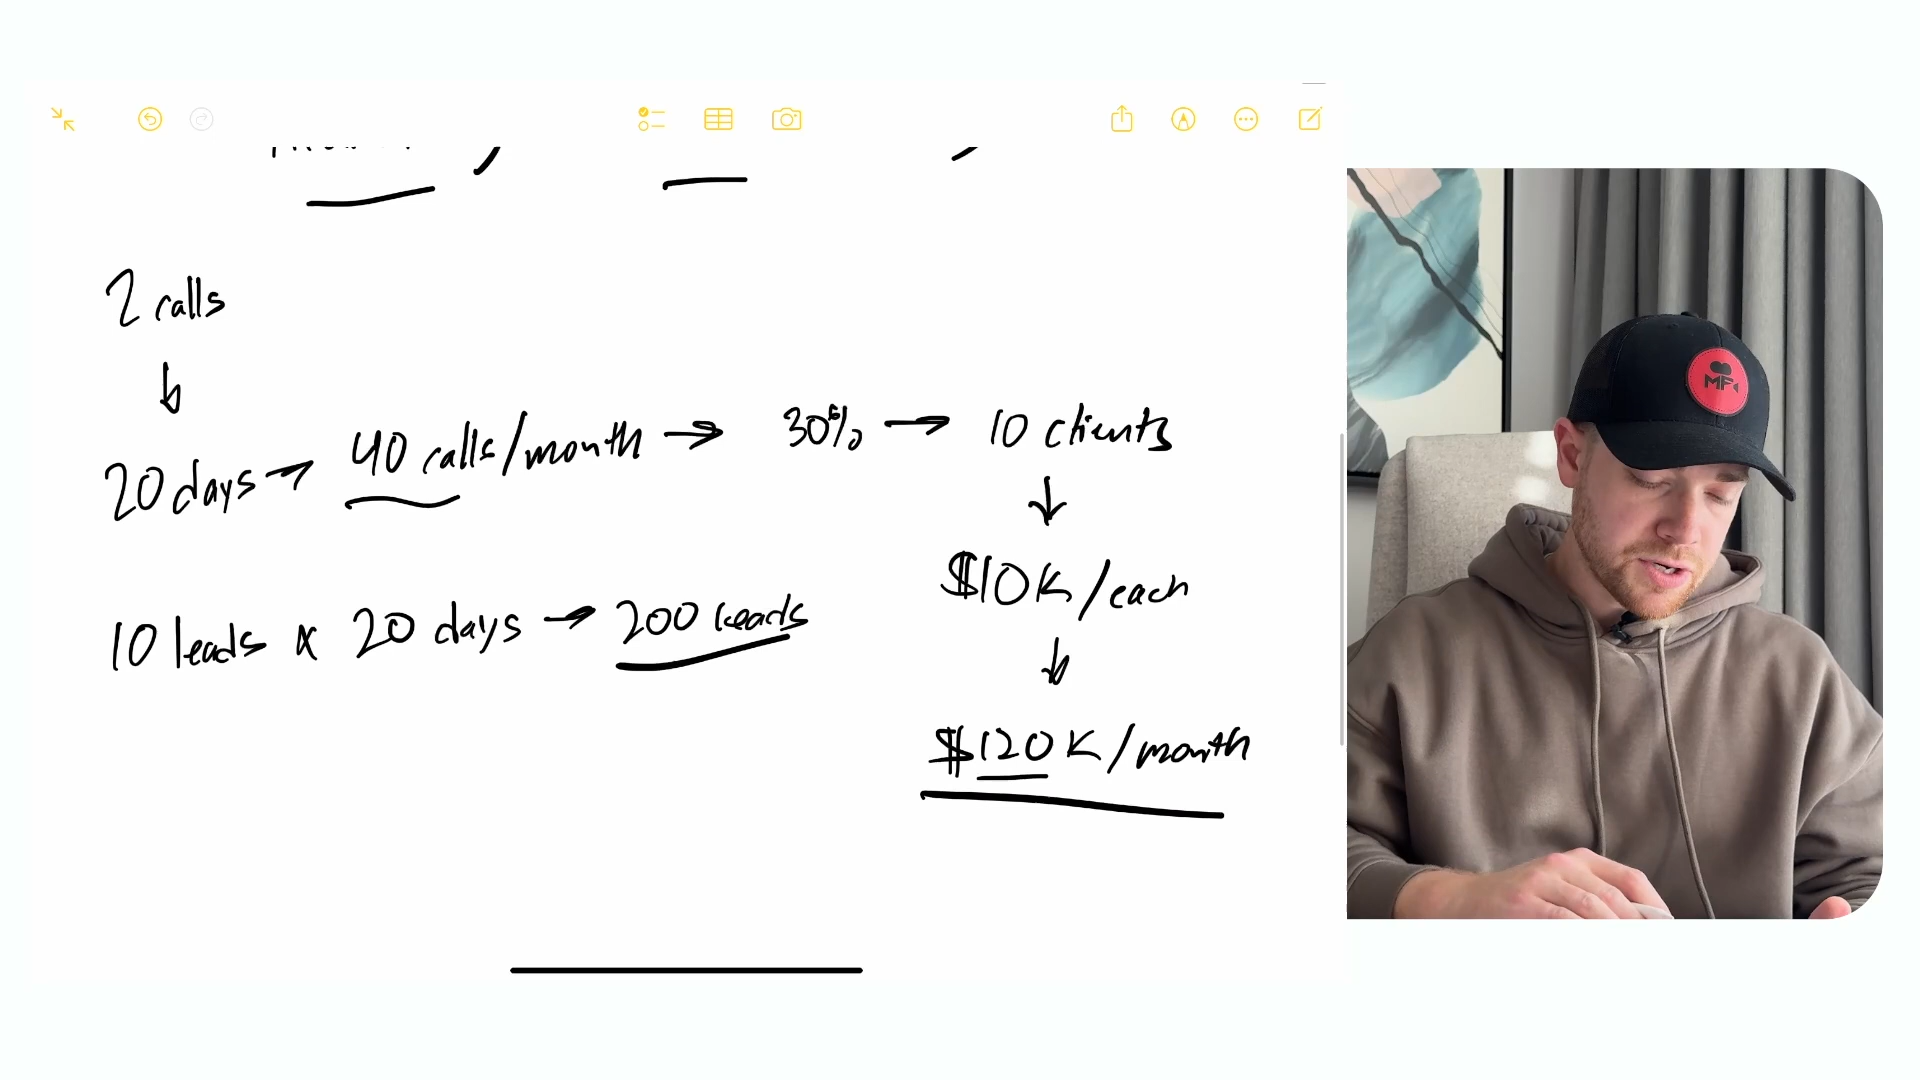 2 calls
20 days → 40 calls/month → 30% → 10 clients
$10K/each
10 leads x 20 days → 200 leads
$120K/month
MF